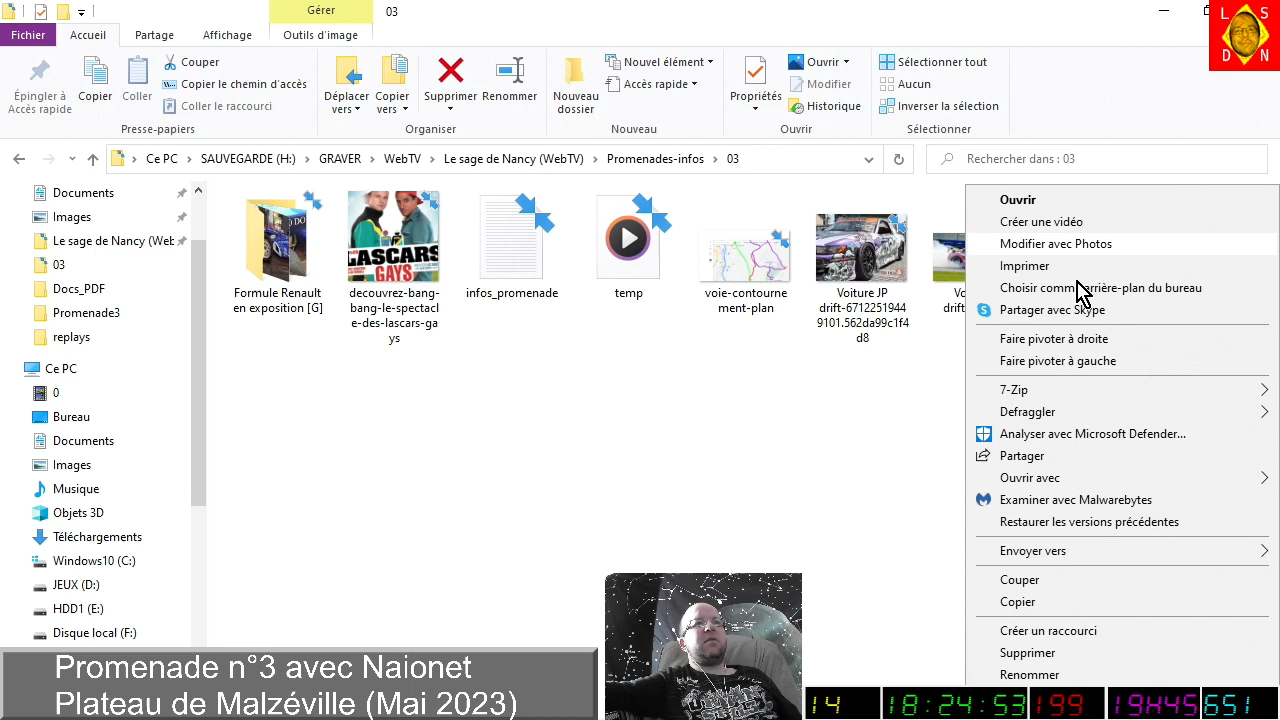 Gérer
03
Fichier
Accueil
Partage
Affichage
Outils d'image
Épingler à
Accès rapide
Copier
Coller
Couper
Copier le chemin d'accès
Coller le raccourci
Presse-papiers
Déplacer
vers
Copier
vers
Supprimer
Renommer
Organiser
Nouveau
dossier
Nouvel élément
Accès rapide
Nouveau
Propriétés
Ouvrir
Modifier
Historique
Ouvrir
Sélectionner tout
Aucun
Inverser la sélection
Sélectionner
L S
D N
Ce PC
SAUVEGARDE (H:)
GRAVER
WebTV
Le sage de Nancy (WebTV)
Promenades-infos
03
Rechercher dans : 03
Documents
Images
Le sage de Nancy (Web
03
Docs_PDF
Promenade3
replays
Ce PC
0
Bureau
Documents
Images
Musique
Objets 3D
Téléchargements
Windows10 (C:)
JEUX (D:)
HDD1 (E:)
Disque local (F:)
Formule Renault
en exposition [G]
LASCARS
GAYS
decouvrez-bang-
bang-le-spectacl
e-des-lascars-ga
ys
infos_promenade
temp
voie-contourne
ment-plan
Voiture JP
drift-6712251944
9101.562da99c1f4
d8
Vo
drift
Ouvrir
Créer une vidéo
Modifier avec Photos
Imprimer
Choisir comm rrière-plan du bureau
Partager avec Skype
Faire pivoter à droite
Faire pivoter à gauche
7-Zip
Defraggler
Analyser avec Microsoft Defender...
Partager
Ouvrir avec
Examiner avec Malwarebytes
Restaurer les versions précédentes
Envoyer vers
Couper
Copier
Créer un raccourci
Supprimer
Renommer
Promenade n°3 avec Naionet
Plateau de Malzéville (Mai 2023)
14
18:24:53
199
19H45
651